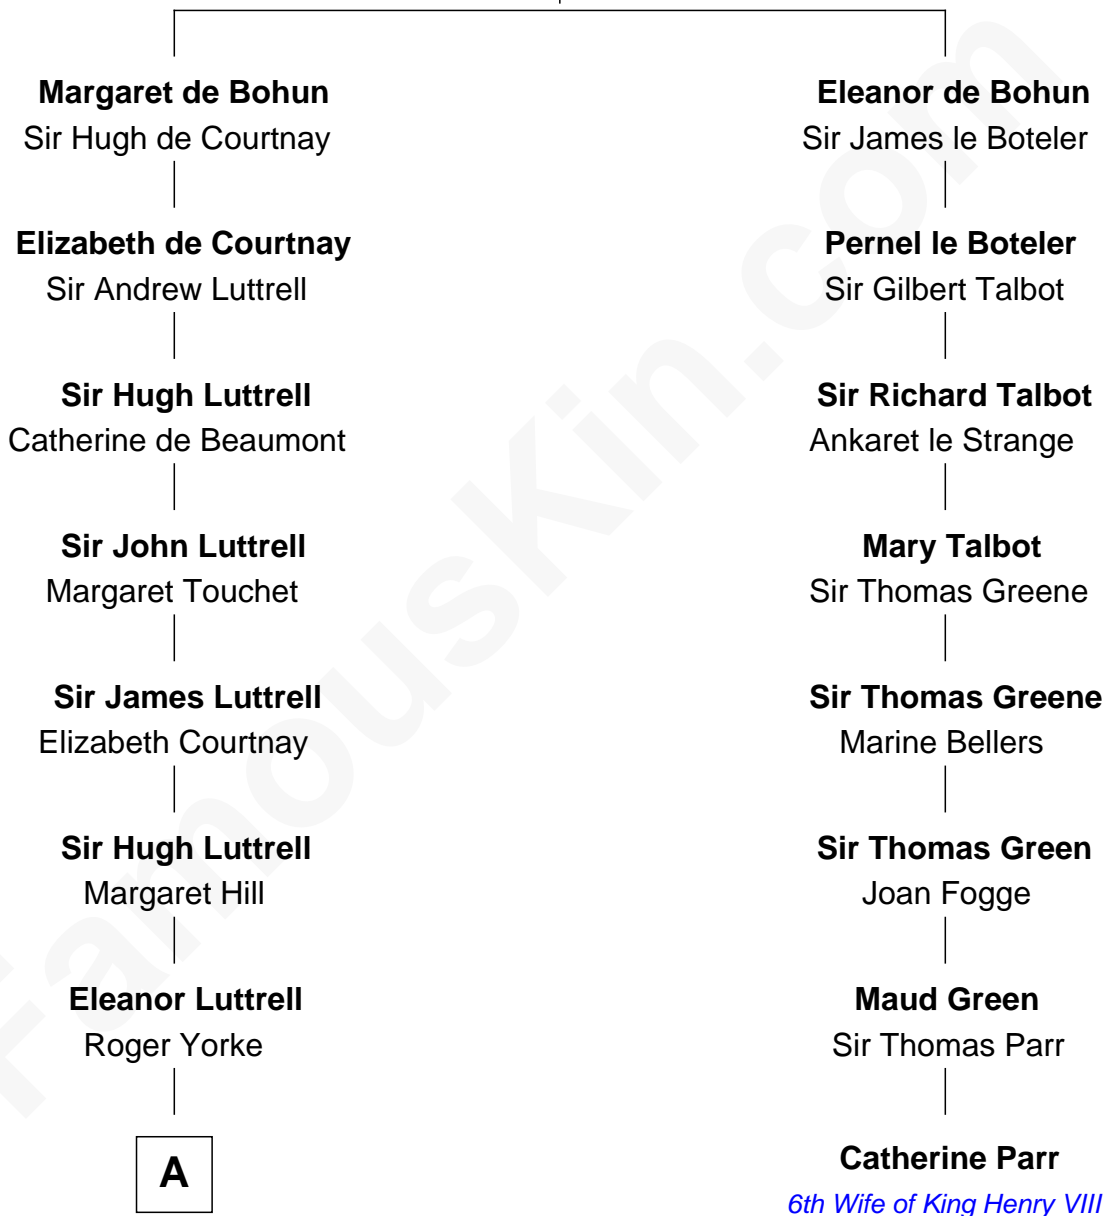 Margaret de Bohun
Sir Hugh de Courtnay
Elizabeth de Courtnay
Sir Andrew Luttrell
Sir Hugh Luttrell
Catherine de Beaumont
Sir John Luttrell
Margaret Touchet
Sir James Luttrell
Elizabeth Courtnay
Sir Hugh Luttrell
Margaret Hill
Eleanor Luttrell
Roger Yorke
A
Eleanor de Bohun
Sir James le Boteler
Pernel le Boteler
Sir Gilbert Talbot
Sir Richard Talbot
Ankaret le Strange
Mary Talbot
Sir Thomas Greene
Sir Thomas Greene
Marine Bellers
Sir Thomas Green
Joan Fogge
Maud Green
Sir Thomas Parr
Catherine Parr
6th Wife of King Henry VIII
FamousKin.com